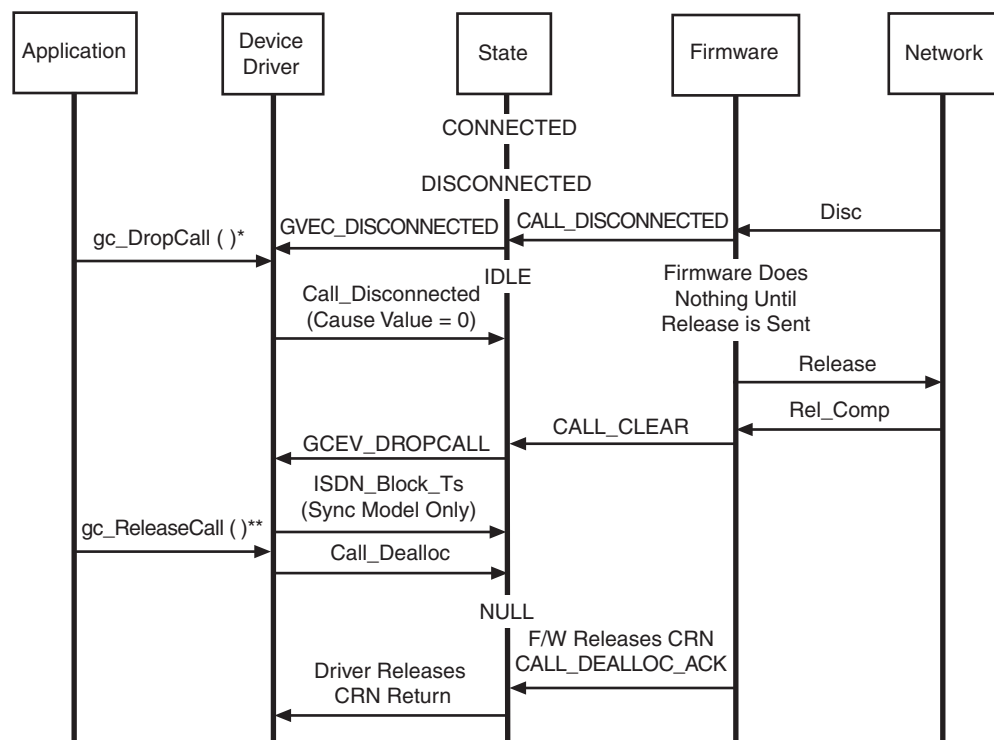 Application
Device
Driver
State
Firmware
Network
CONNECTED
DISCONNECTED
Disc
CALL_DISCONNECTED
GVEC_DISCONNECTED
gc_DropCall ( )*
IDLE
Firmware Does
Nothing Until
Release is Sent
Call_Disconnected
(Cause Value = 0)
Release
Rel_Comp
CALL_CLEAR
GCEV_DROPCALL
ISDN_Block_Ts
(Sync Model Only)
gc_ReleaseCall ( )**
Call_Dealloc
NULL
F/W Releases CRN
CALL_DEALLOC_ACK
Driver Releases
CRN Return